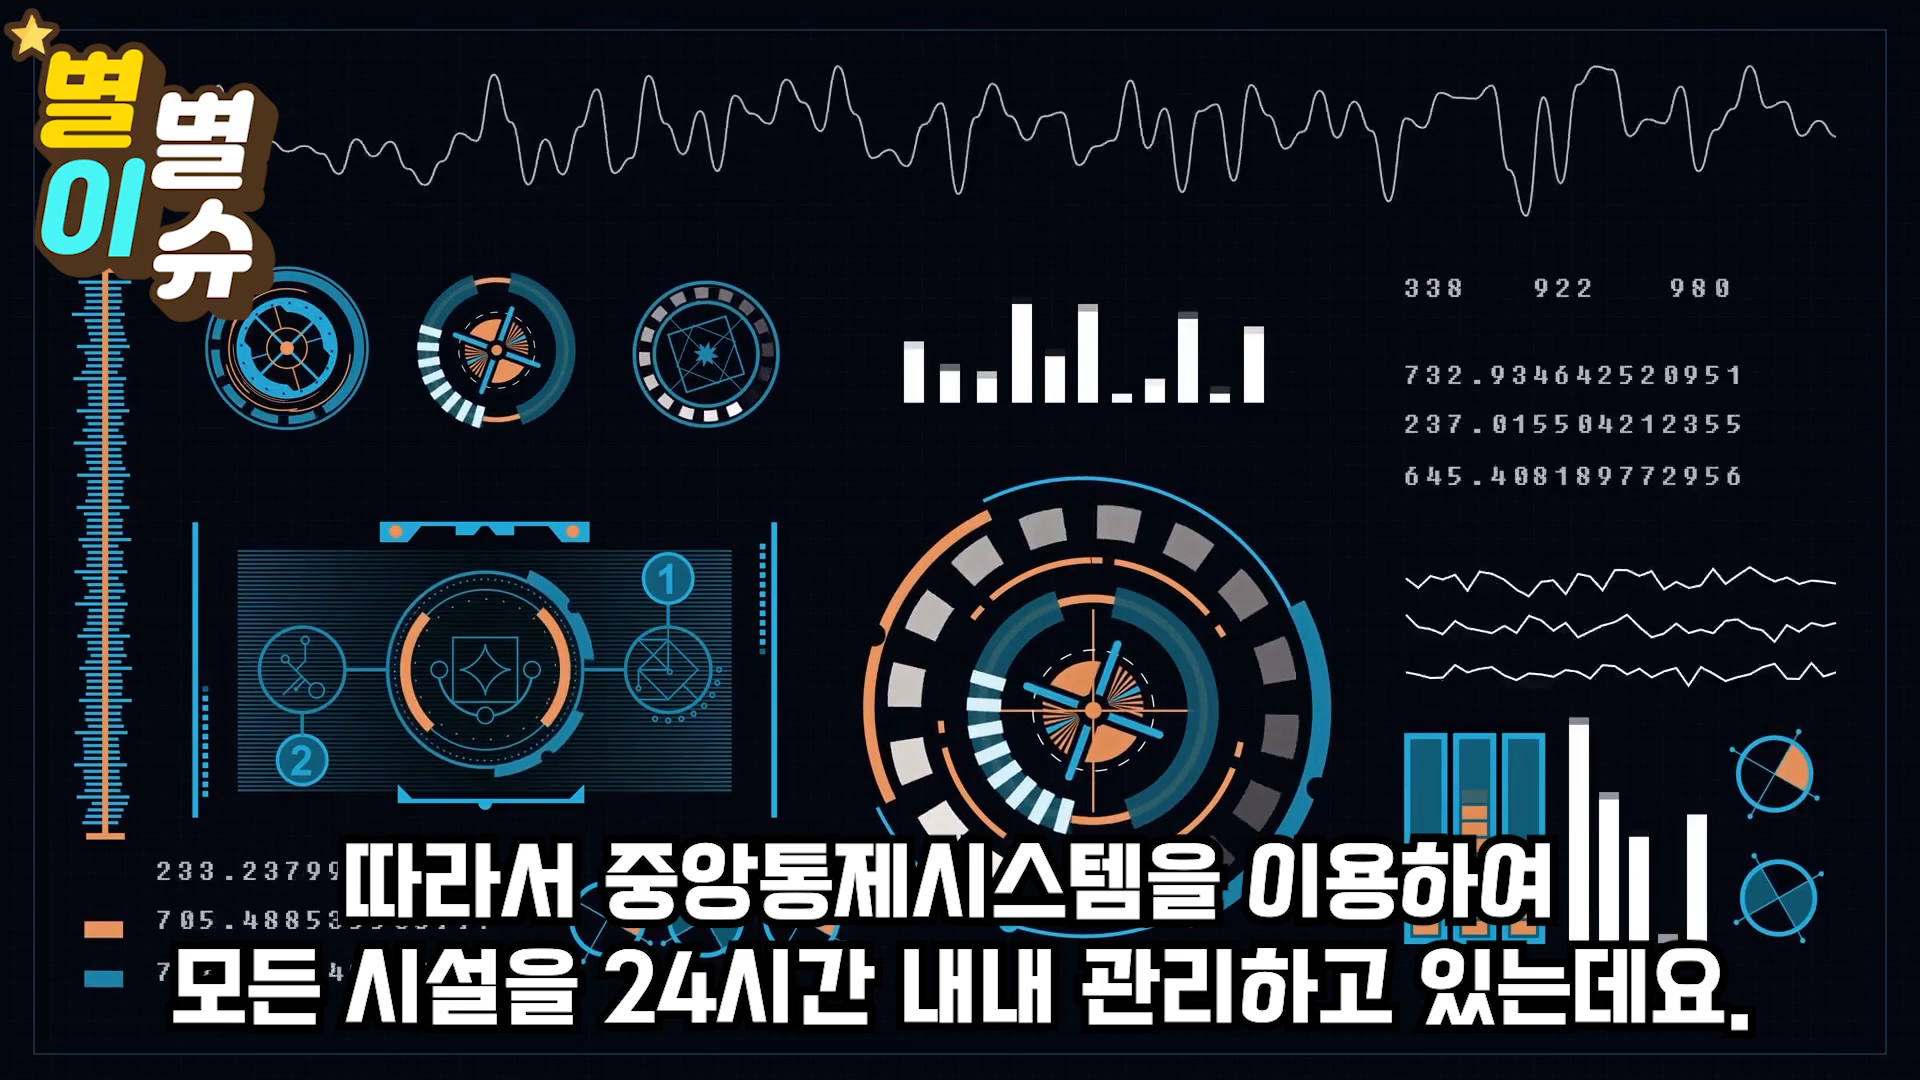 별별
이슈
338 922 980
732.934642520951
237.015504212355
645.408189772956
1
2
233.23799
따라서 중앙통제시스템을 이용하여
모든 시설을 24시간 내내 관리하고 있는데요.